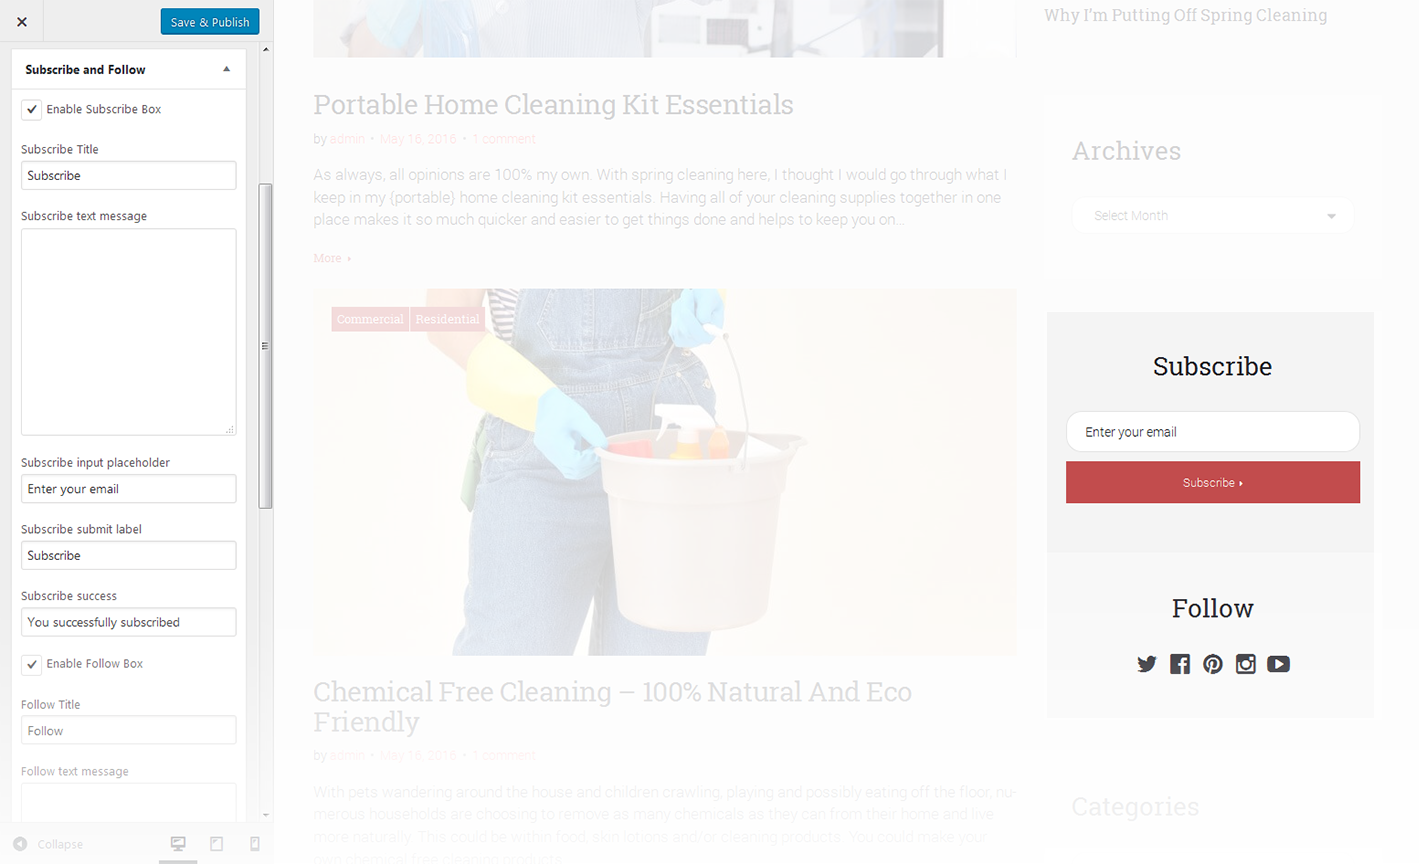 Save & Publish
Subscribe and Follow
Enable Subscribe Box
Subscribe Title
Subscribe
Subscribe text message
Subscribe input placeholder
Enter your email
Subscribe submit label
Subscribe
Subscribe success
You successfully subscribed
Enable Follow Box
Follow Title
Follow
Follow text message
Collapse
Portable Home Cleaning Kit Essentials
by admin • May 16, 2016 • 1 comment
As always, all opinions are 100% my own. With spring cleaning here, I thought I would go through what I
keep in my {portable} home cleaning kit essentials. Having all of your cleaning supplies together in one
place makes it so much quicker and easier to get things done and helps to keep you on...
More
Commercial Residential
Chemical Free Cleaning – 100% Natural And Eco
Friendly
by admin • May 16, 2016 • 1 comment
With pets wandering around the house and children crawling, playing and possibly eating off the floor, nu-
merous households are choosing to remove as many chemicals as they can from their home and live
more naturally. This could be within food, skin lotions and/or cleaning products. You could make your
own chemical free cleaning products
Why I'm Putting Off Spring Cleaning
Archives
Select Month
Subscribe
Enter your email
Subscribe
Follow
Categories